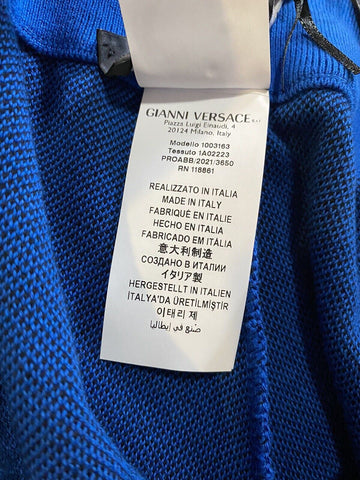 GIANNI VERSACE S.r.l.
Piazza Luigi Einaudi, 4
20124 Milano, Italy
Modello 1003163
Tessuto 1A02223
PROABB/2021/3650
RN 118861
REALIZZATO IN ITALIA
MADE IN ITALY
FABRIQUÉ EN ITALIE
HECHO EN ITALIA
FABRICADO EM ITÁLIA
意大利制造
СОЗДАНО В ИТАЛИИ
イタリア製
HERGESTELLT IN ITALIEN
İTALYA'DA ÜRETİLMİŞTİR
이태리 제
صُنع في إيطاليا